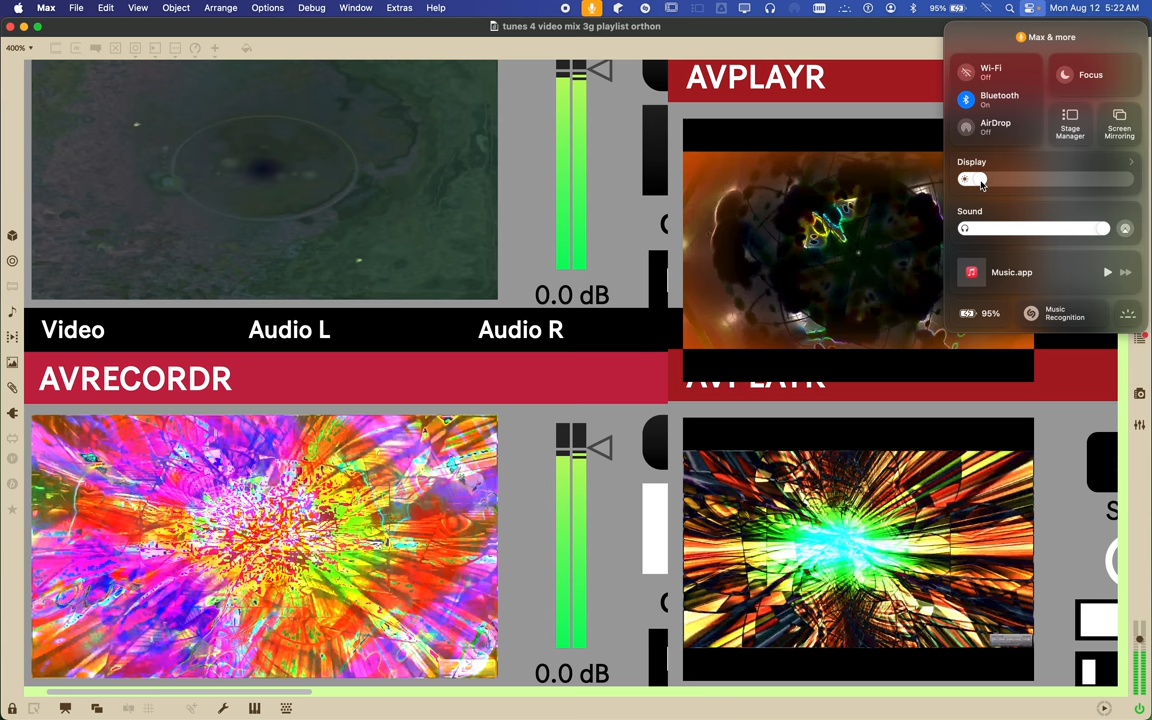 Max File Edit View Object Arrange Options Debug Window Extras Help 95% Mon Aug 12 5:22 AM
tunes 4 video mix 3g playlist orthon
400%
Max & more
Wi-Fi
Off
Bluetooth
On
AirDrop
Off
Focus
Stage
Manager
Screen
Mirroring
Display
Sound
Music.app
95%
Music
Recognition
AVPLAYR
0.0 dB
Video Audio L Audio R
AVRECORDR
AVPLAYR
0.0 dB